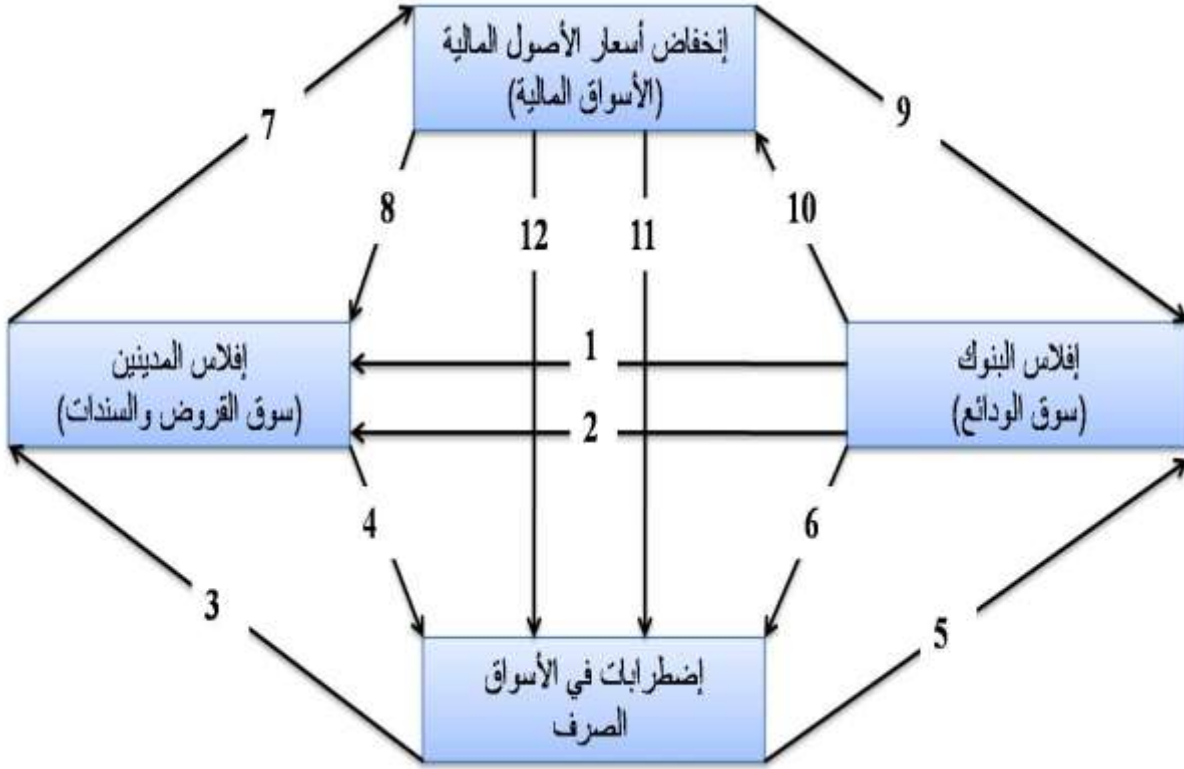 إنخفاض أسعار الأصول المالية
(الأسواق المالية)
7
9
8
12
11
10
إفلاس المدينين
(سوق القروض والسندات)
1
2
إفلاس البنوك
(سوق الودائع)
4
6
3
5
إضطرابات في الأسواق
الصرف